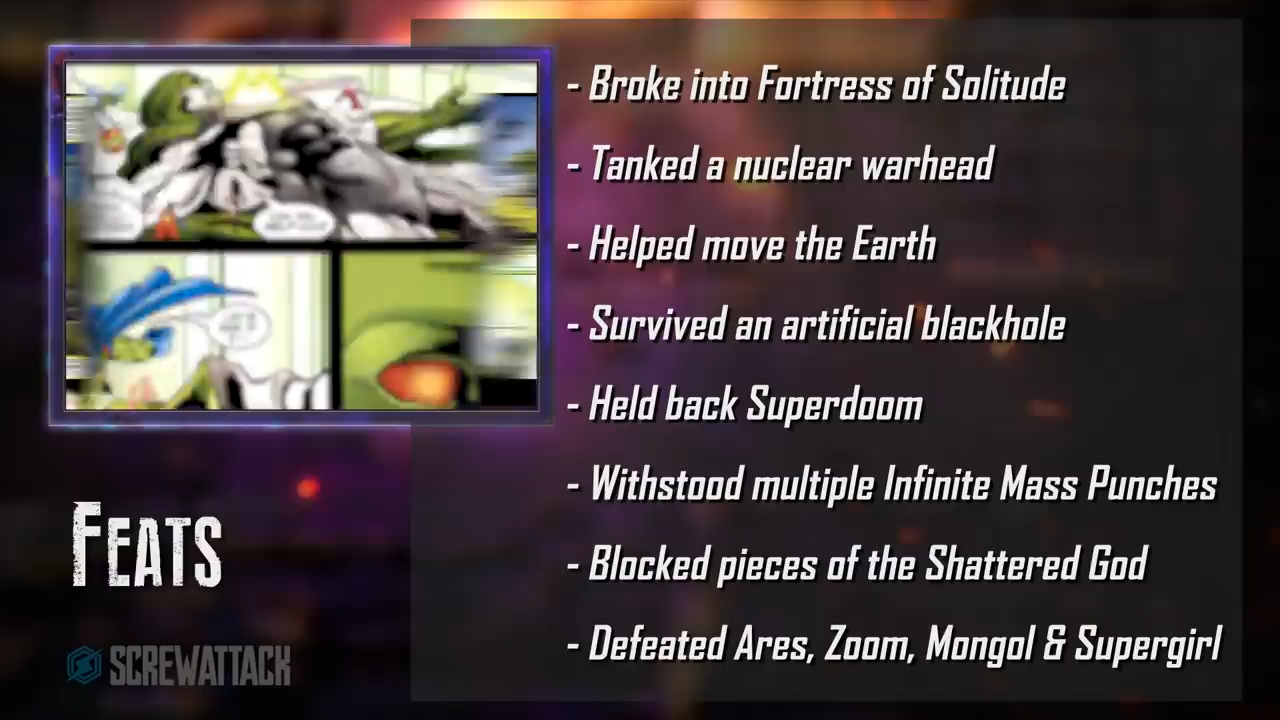 - Broke into Fortress of Solitude
- Tanked a nuclear warhead
- Helped move the Earth
- Survived an artificial blackhole
- Held back Superdoom
- Withstood multiple Infinite Mass Punches
- Blocked pieces of the Shattered God
- Defeated Ares, Zoom, Mongol & Supergirl
FEATS
SCREWATTACK